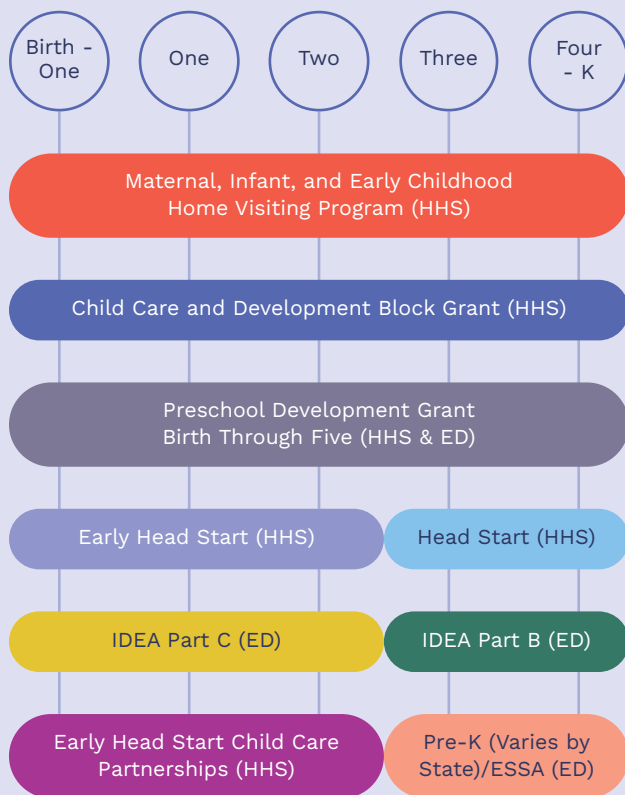 Birth -
One
One
Two
Three
Four
- K
Maternal, Infant, and Early Childhood
Home Visiting Program (HHS)
Child Care and Development Block Grant (HHS)
Preschool Development Grant
Birth Through Five (HHS & ED)
Early Head Start (HHS)
Head Start (HHS)
IDEA Part C (ED)
IDEA Part B (ED)
Early Head Start Child Care
Partnerships (HHS)
Pre-K (Varies by
State)/ESSA (ED)